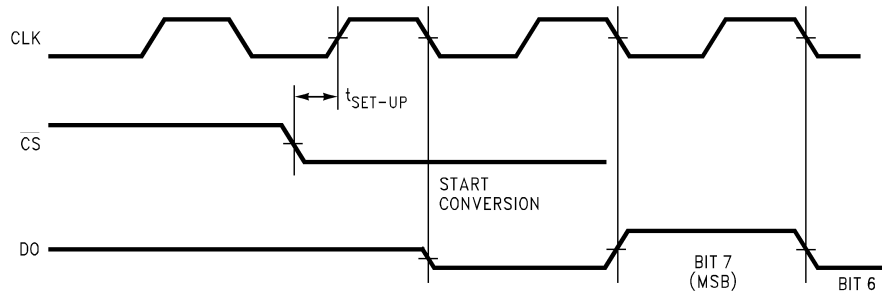 CLK
tSET-UP
CS
START
CONVERSION
DO
BIT 7
(MSB)
BIT 6